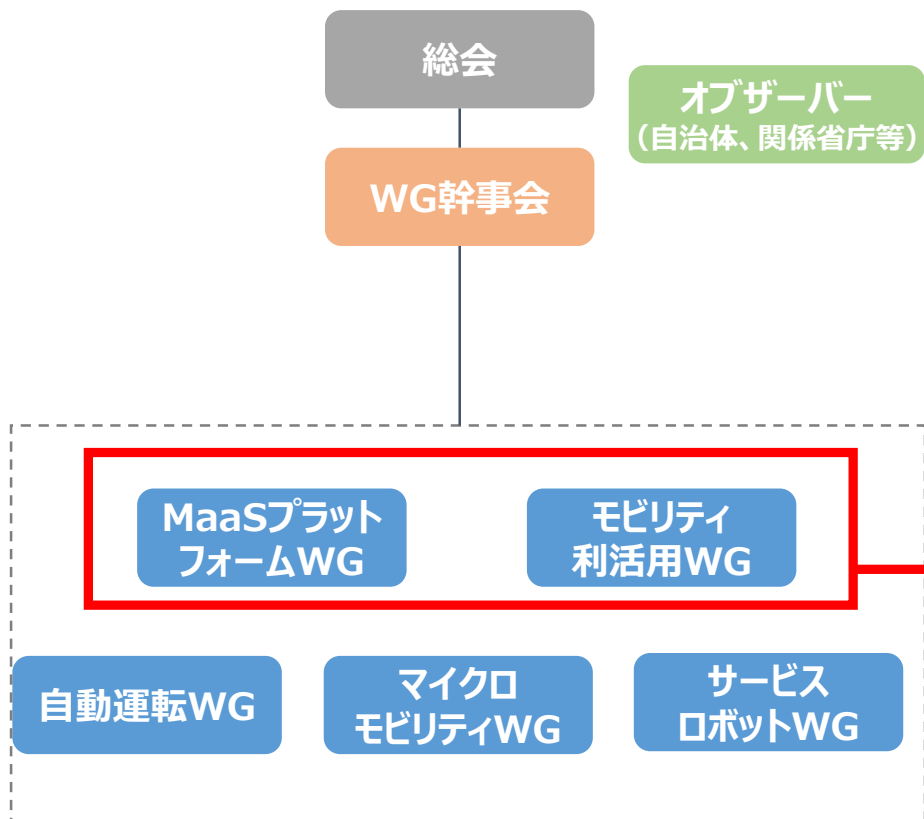 総会
オブザーバー
（自治体、関係省庁等）
WG幹事会
MaaSプラット
フォームWG
モビリティ
利活用WG
自動運転WG
マイクロ
モビリティWG
サービス
ロボットWG